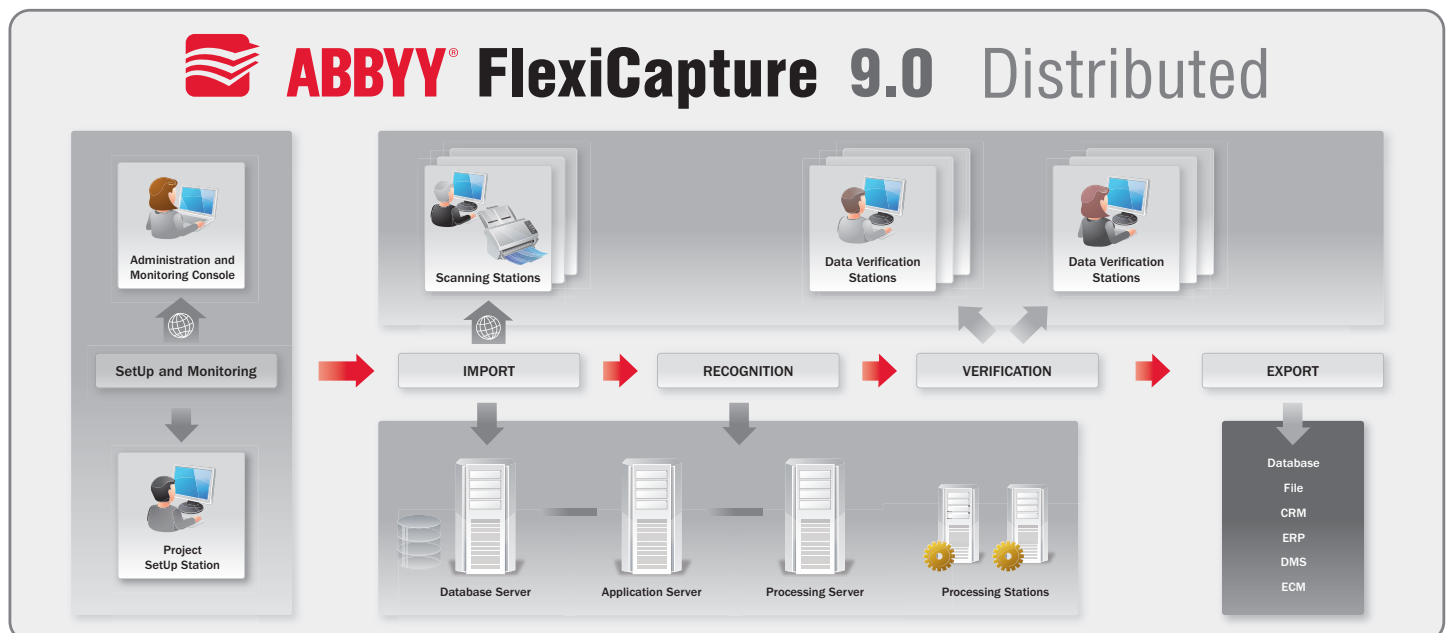 ABBYY® FlexiCapture 9.0 Distributed
Administration and
Monitoring Console
SetUp and Monitoring
Project
SetUp Station
Scanning Stations
Data Verification
Stations
Data Verification
Stations
IMPORT
RECOGNITION
VERIFICATION
EXPORT
Database Server
Application Server
Processing Server
Processing Stations
Database
File
CRM
ERP
DMS
ECM